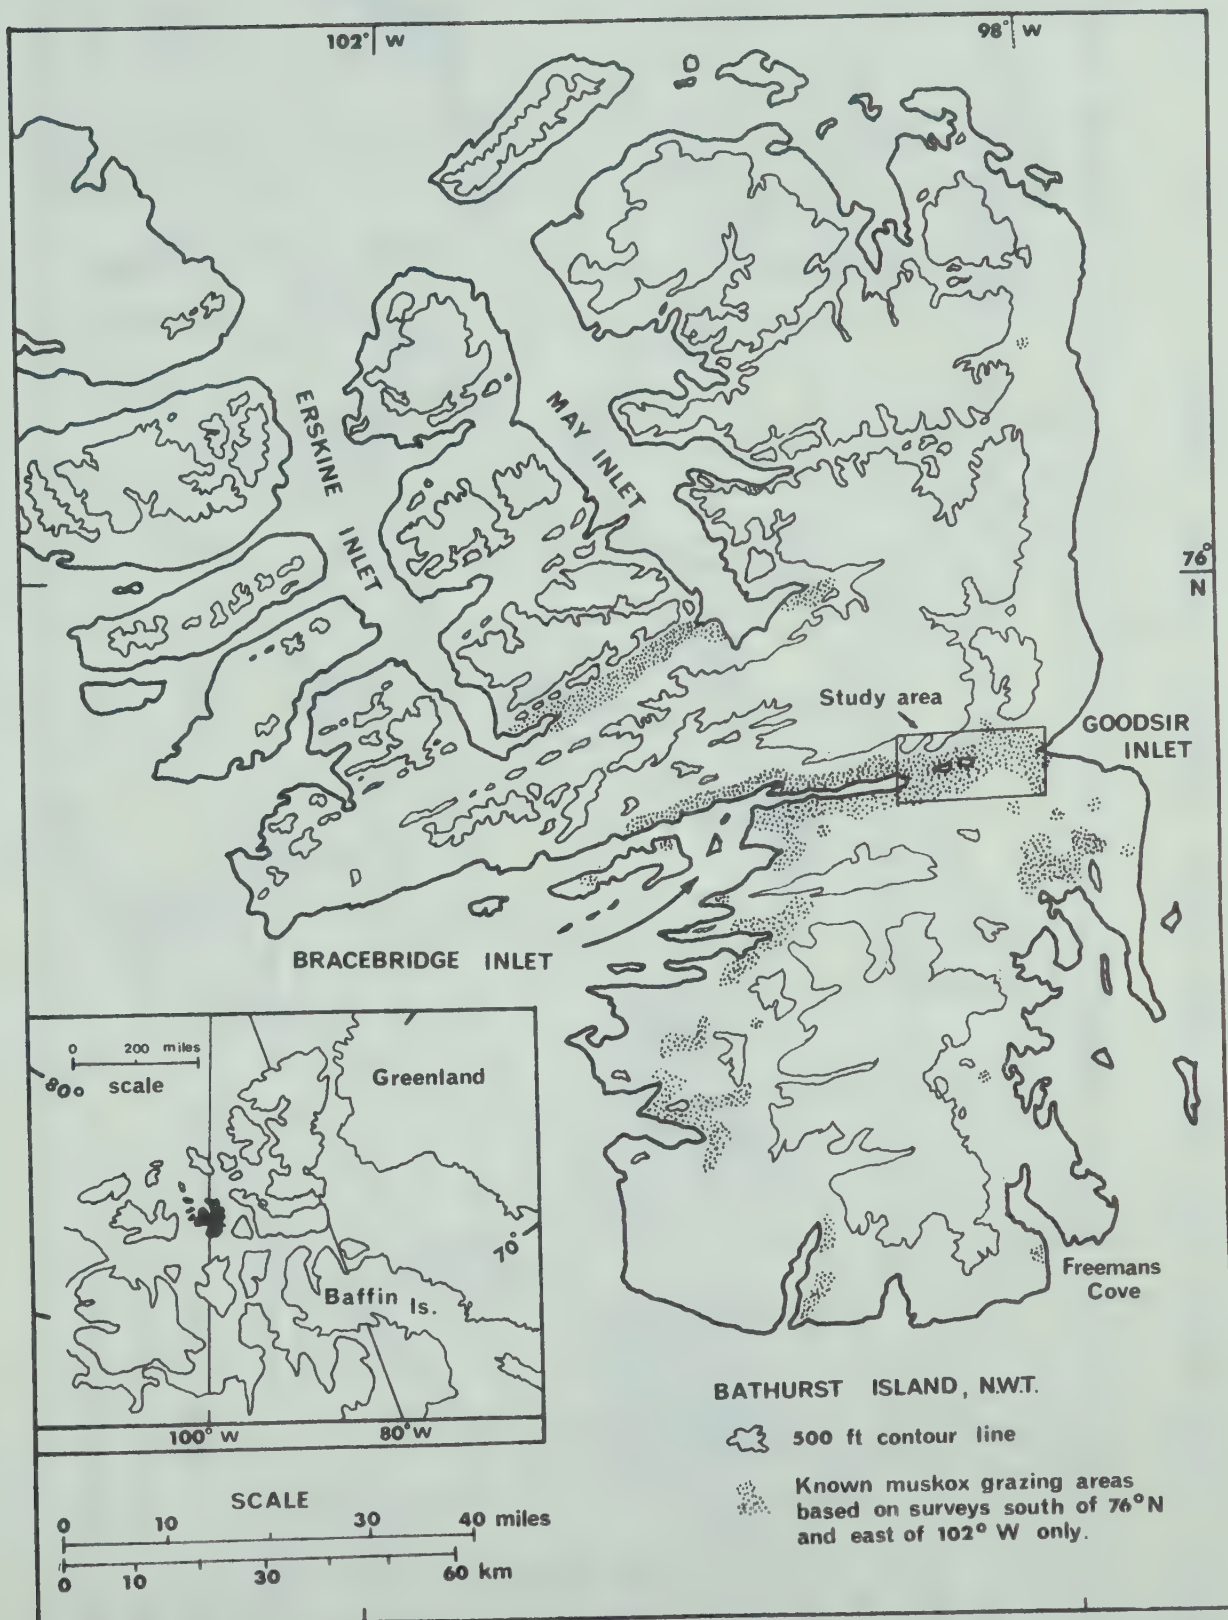 102° W
98° W
ERSKINE INLET
MAY INLET
76°
N
Study area
GOODSIR
INLET
BRACEBRIDGE INLET
0 200 miles
scale
80°
Greenland
70°
Baffin Is.
100° W
80° W
Freemans
Cove
BATHURST ISLAND, N.W.T.
500 ft contour line
Known muskox grazing areas
based on surveys south of 76°N
and east of 102° W only.
SCALE
0 10 30 40 miles
0 10 30 60 km